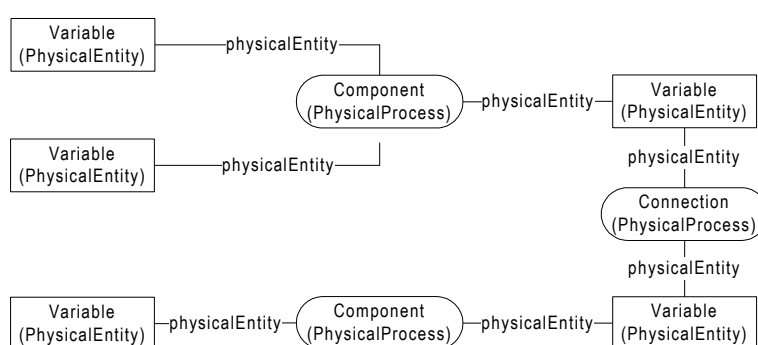 Variable
(PhysicalEntity)
physicalEntity
Component
(PhysicalProcess)
physicalEntity
Variable
(PhysicalEntity)
Variable
(PhysicalEntity)
physicalEntity
physicalEntity
Connection
(PhysicalProcess)
physicalEntity
Variable
(PhysicalEntity)
physicalEntity
Component
(PhysicalProcess)
physicalEntity
Variable
(PhysicalEntity)